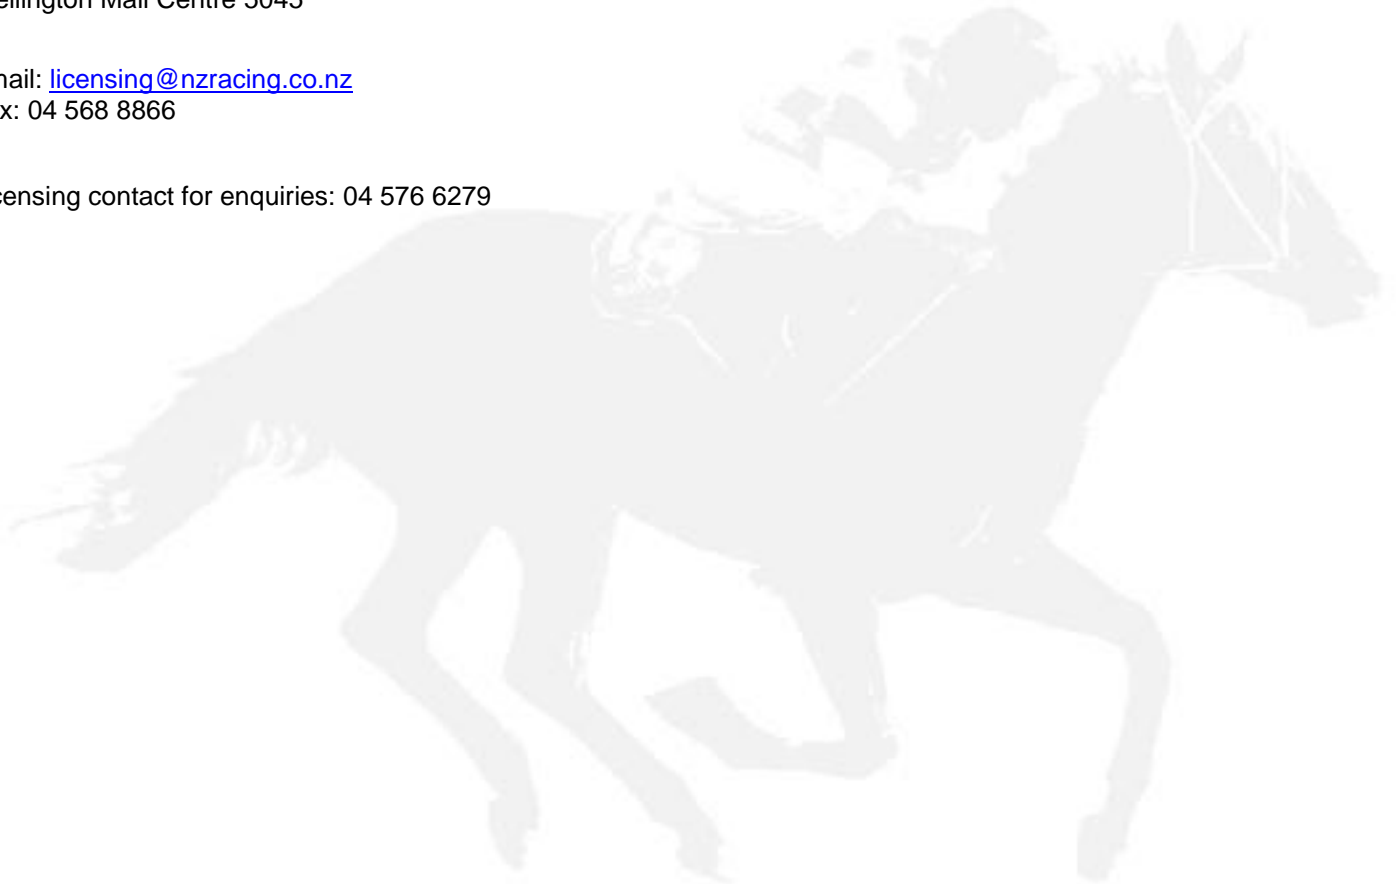 ellington Mail Centre 5045
nail: licensing@nzracing.co.nz
x: 04 568 8866
censing contact for enquiries: 04 576 6279